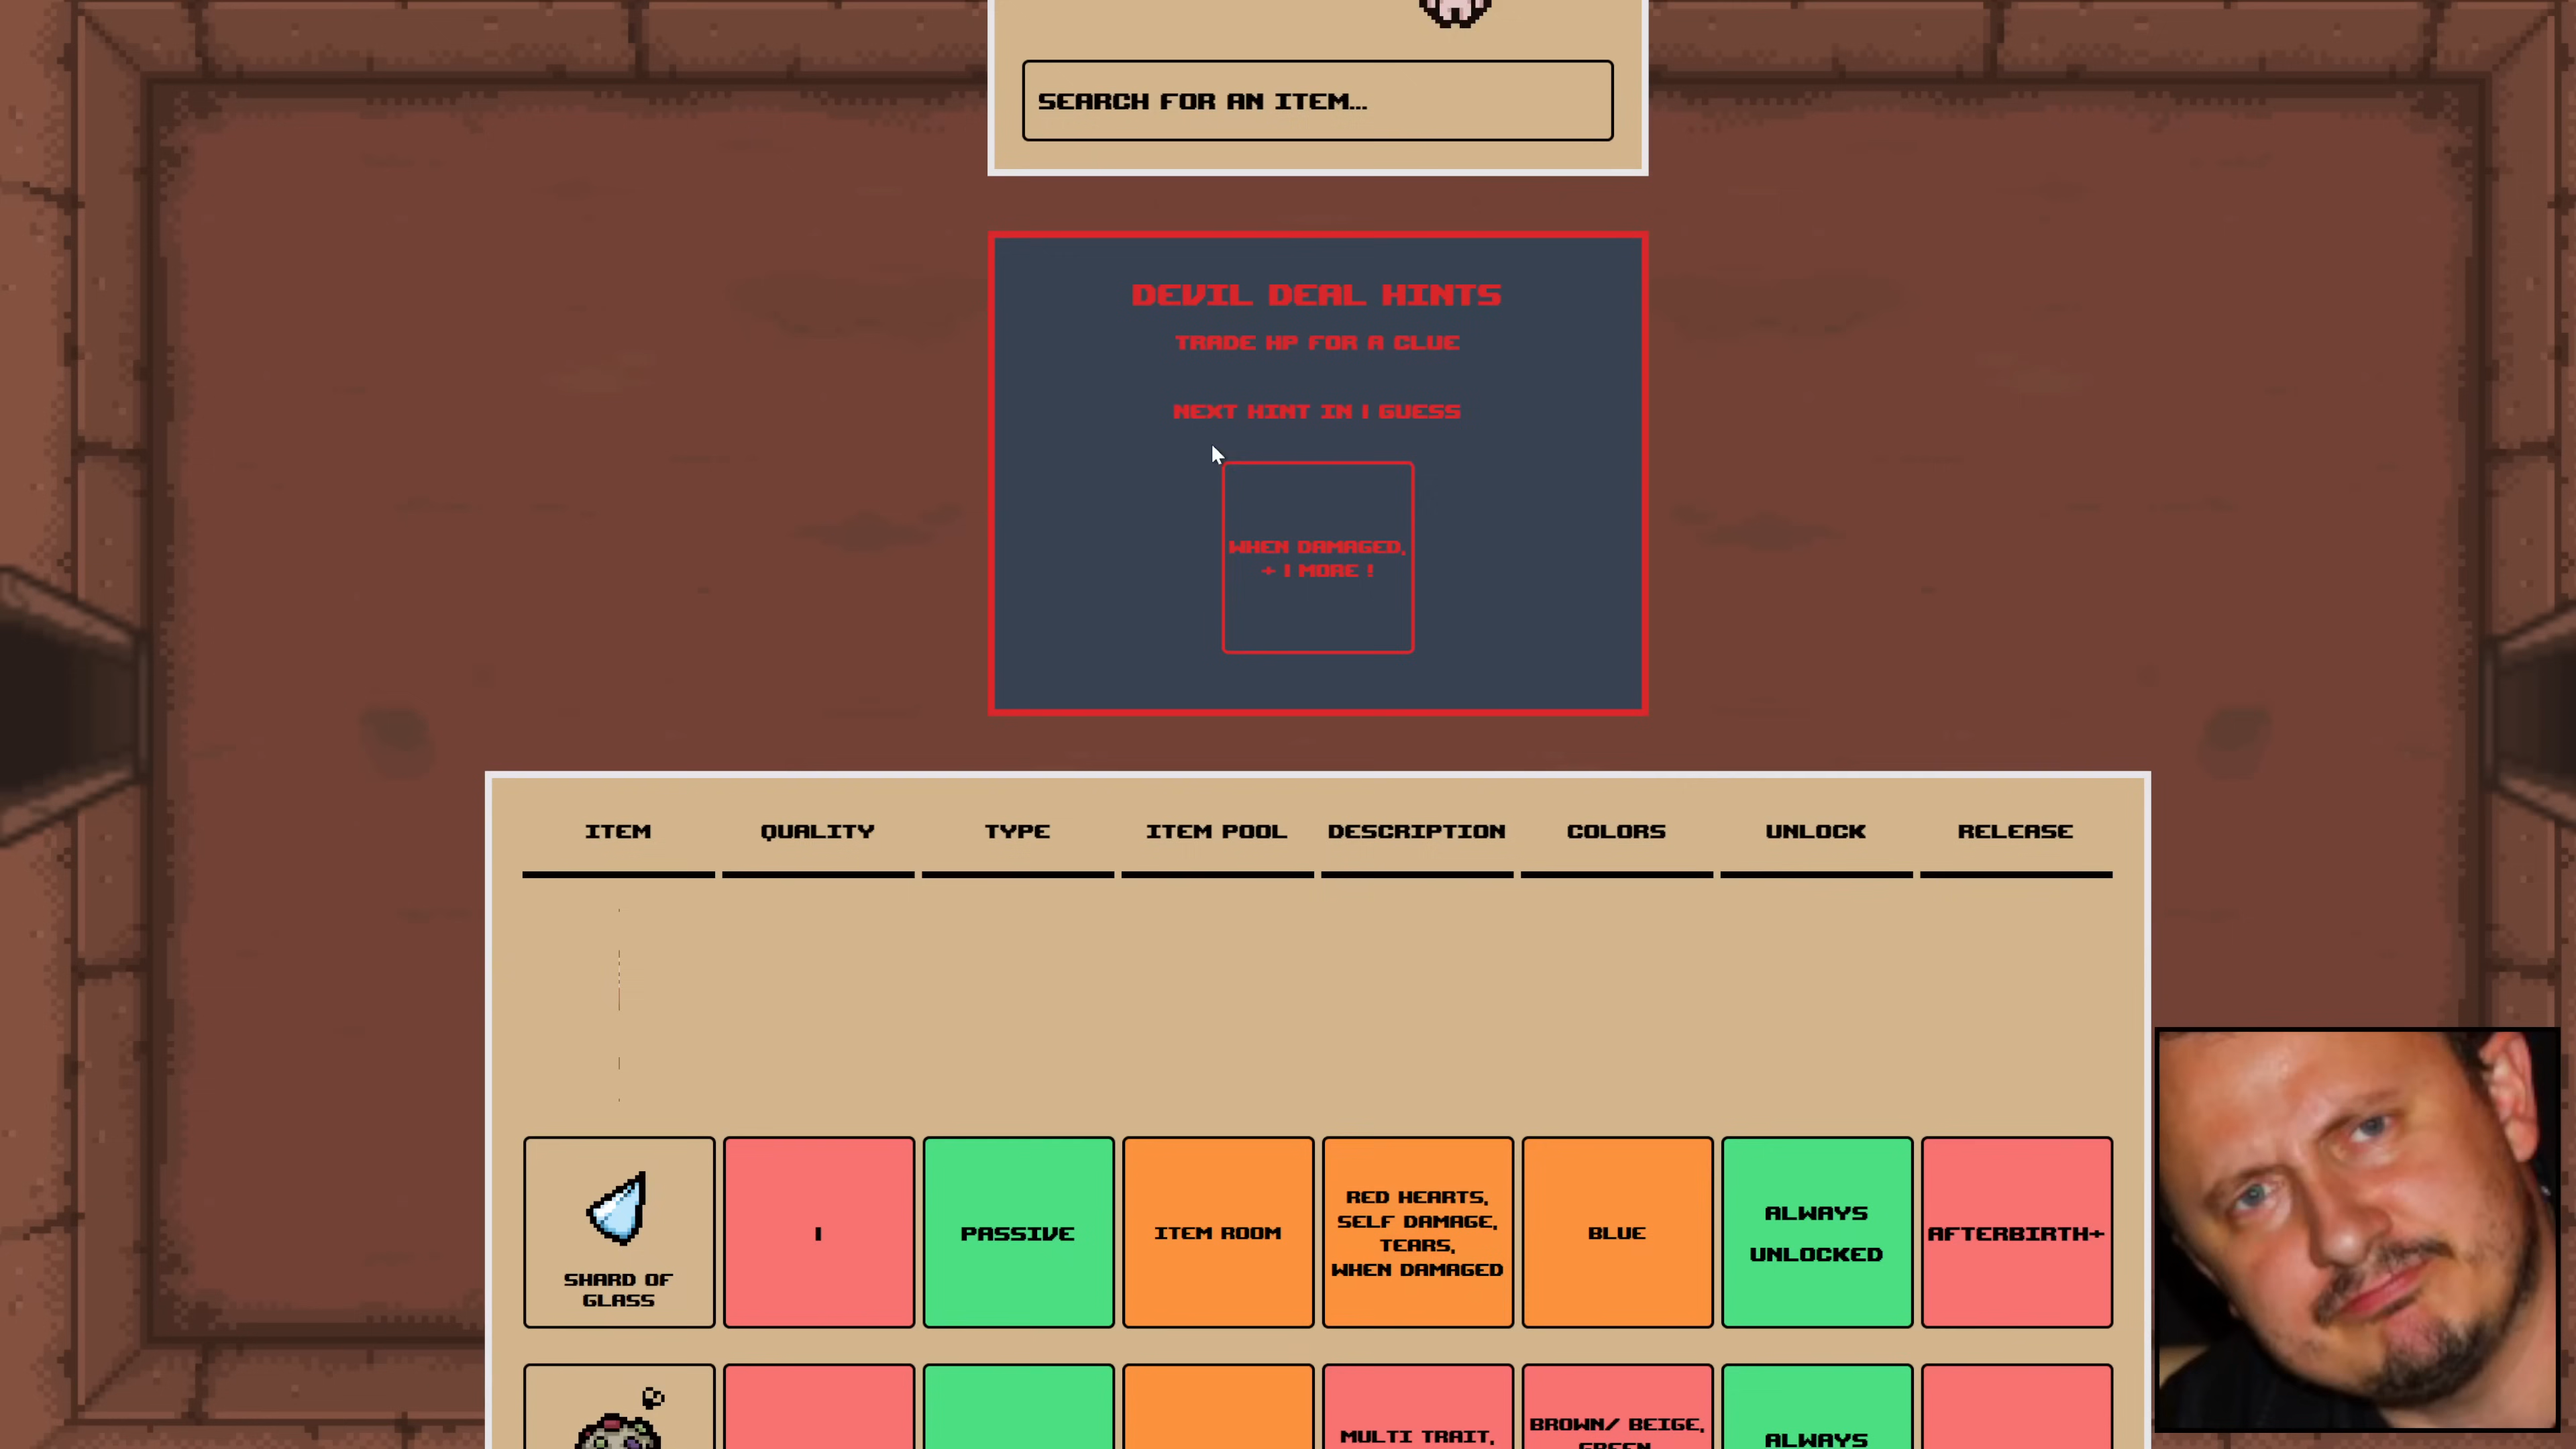 SEARCH FOR AN ITEM...
DEVIL DEAL HINTS
TRADE HP FOR A CLUE
NEXT HINT IN 1 GUESS
WHEN DAMAGED,
+ 1 MORE !
ITEM QUALITY TYPE ITEM POOL DESCRIPTION COLORS UNLOCK RELEASE
SHARD OF
GLASS
1
PASSIVE
ITEM ROOM
RED HEARTS,
SELF DAMAGE,
TEARS,
WHEN DAMAGED
BLUE
ALWAYS
UNLOCKED
AFTERBIRTH+
MULTI TRAIT,
BROWN/ BEIGE,
GREEN
ALWAYS